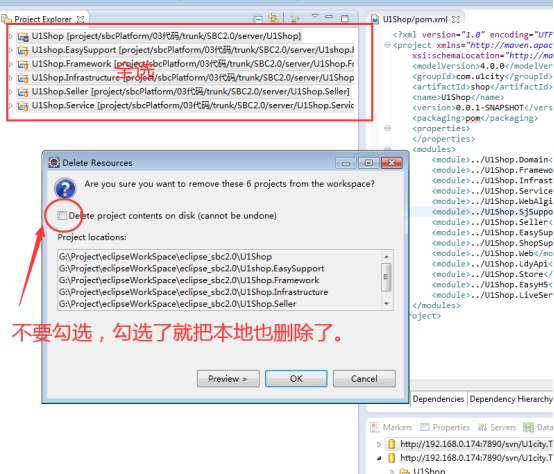 Project Explorer
U1Shop [project/sbcPlatform/03代码/trunk/SBC2.0/server/U1Shop]
U1shop.EasySupport [project/sbcPlatform/03代码/trunk/SBC2.0/server/U1shop.E
U1Shop.Framework [project/sbcPlatform/03代码/trunk/SBC2.0/server/U1Shop.Fr
U1Shop.Infrastructure [project/sbcPlatform/03代码/trunk/SBC2.0/server/U1Shop
U1Shop.Seller [project/sbcPlatform/03代码/trunk/SBC2.0/server/U1Shop.Seller]
U1Shop.Service [project/sbcPlatform/03代码/trunk/SBC2.0/server/U1Shop.Servic
全选
U1Shop/pom.xml
<?xml version="1.0" encoding="UTF
<project xmlns="http://maven.apac
xsi:schemaLocation="http://ma
<modelVersion>4.0.0</modelVer
<groupId>com.ulcity</groupId>
<artifactId>shop</artifactId>
<name>U1Shop</name>
<version>0.0.1-SNAPSHOT</vers
<packaging>pom</packaging>
<properties>
</properties>
<modules>
<module>../U1Shop.Domain<
<module>../U1Shop.Framewo
<module>../U1Shop.Infrast
<module>../U1Shop.Service
<module>../U1Shop.WebAlgi
<module>../U1Shop.SjSuppo
<module>../U1Shop.Seller<
<module>../U1Shop.EasySup
<module>../U1Shop.ShopSup
<module>../U1Shop.Web</mo
<module>../U1Shop.LdyApi<
<module>../U1Shop.Store</
<module>../U1Shop.EasyH5<
<module>../U1Shop.LiveSer
</modules>
roject>
Delete Resources
Are you sure you want to remove these 6 projects from the workspace?
Delete project contents on disk (cannot be undone)
Project locations:
G:\Project\eclipseWorkSpace\eclipse_sbc2.0\U1Shop
G:\Project\eclipseWorkSpace\eclipse_sbc2.0\U1shop.EasySupport
G:\Project\eclipseWorkSpace\eclipse_sbc2.0\U1Shop.Framework
G:\Project\eclipseWorkSpace\eclipse_sbc2.0\U1Shop.Infrastructure
G:\Project\eclipseWorkSpace\eclipse_sbc2.0\U1Shop.Seller
不要勾选，勾选了就把本地也删除了。
Preview >
OK
Cancel
Dependencies
Dependency Hierarchy
Markers
Properties
Servers
Data
http://192.168.0.174:7890/svn/U1city.T
http://192.168.0.174:7890/svn/U1city.T
U1Shop